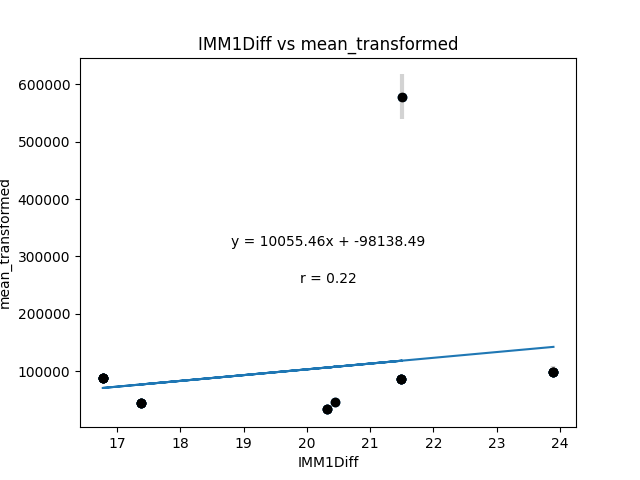 IMM1Diff vs mean_transformed
600000
500000
400000
300000
200000
100000
mean_transformed
y = 10055.46x + -98138.49
r = 0.22
17 18 19 20 21 22 23 24
IMM1Diff